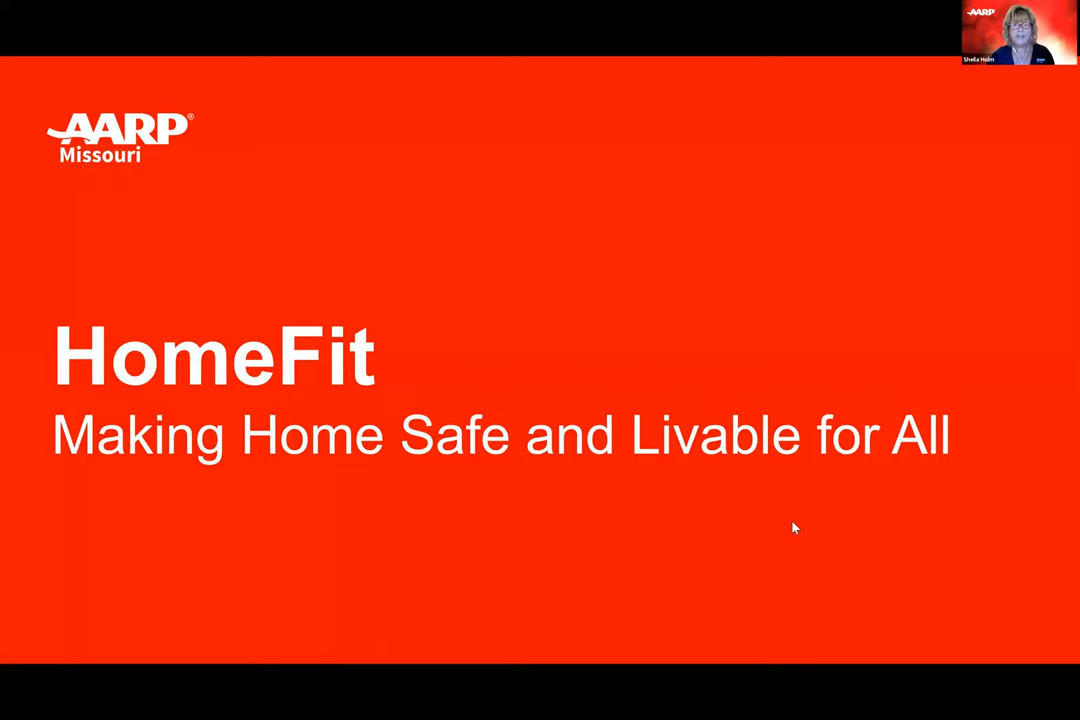 AARP
Sheila Holm
AARP®
Missouri
HomeFit
Making Home Safe and Livable for All